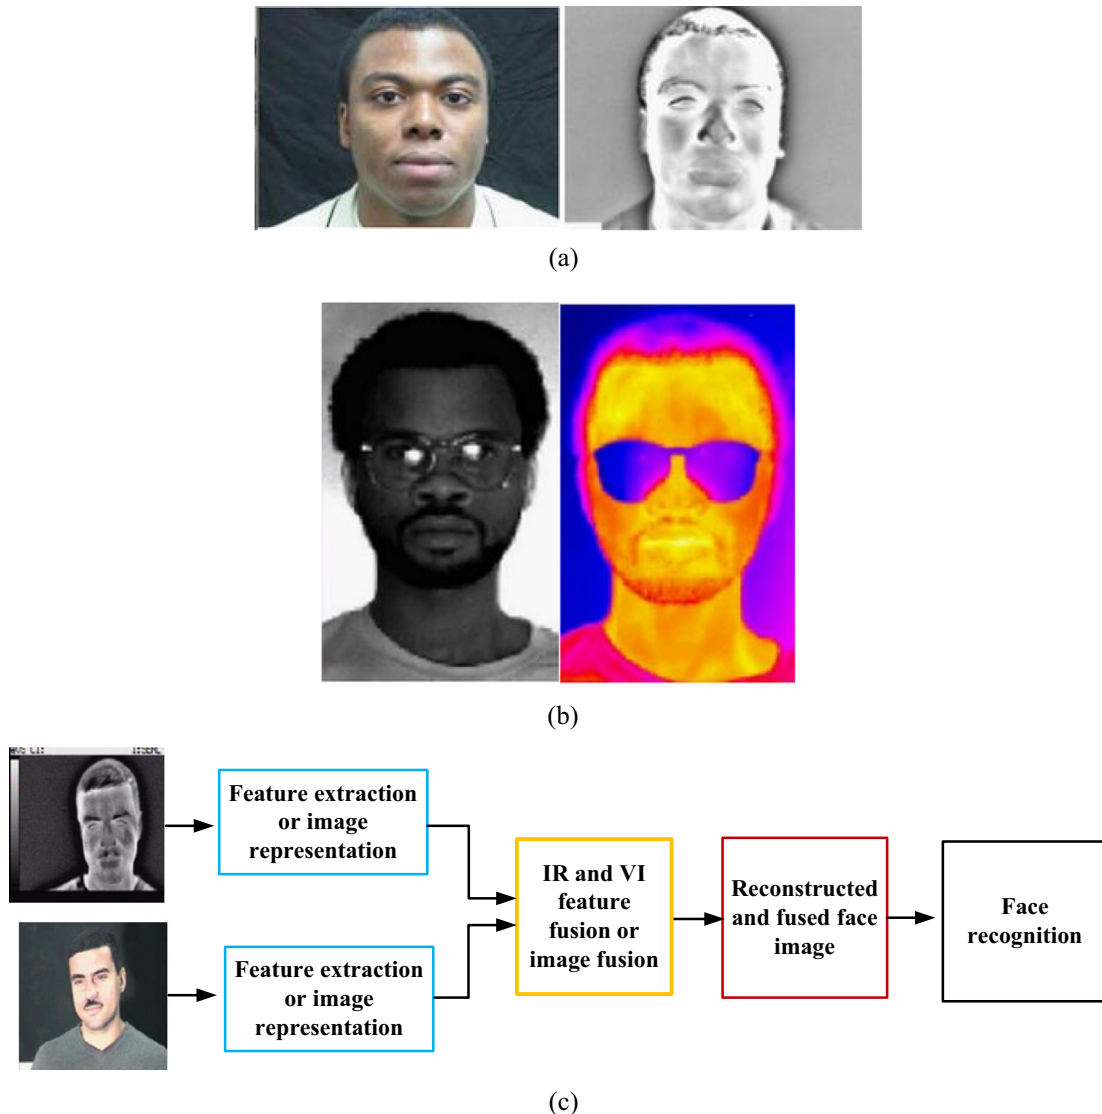 (a)
(b)
Feature extraction
or image
representation
Feature extraction
or image
representation
IR and VI
feature
fusion or
image fusion
Reconstructed
and fused face
image
Face
recognition
(c)